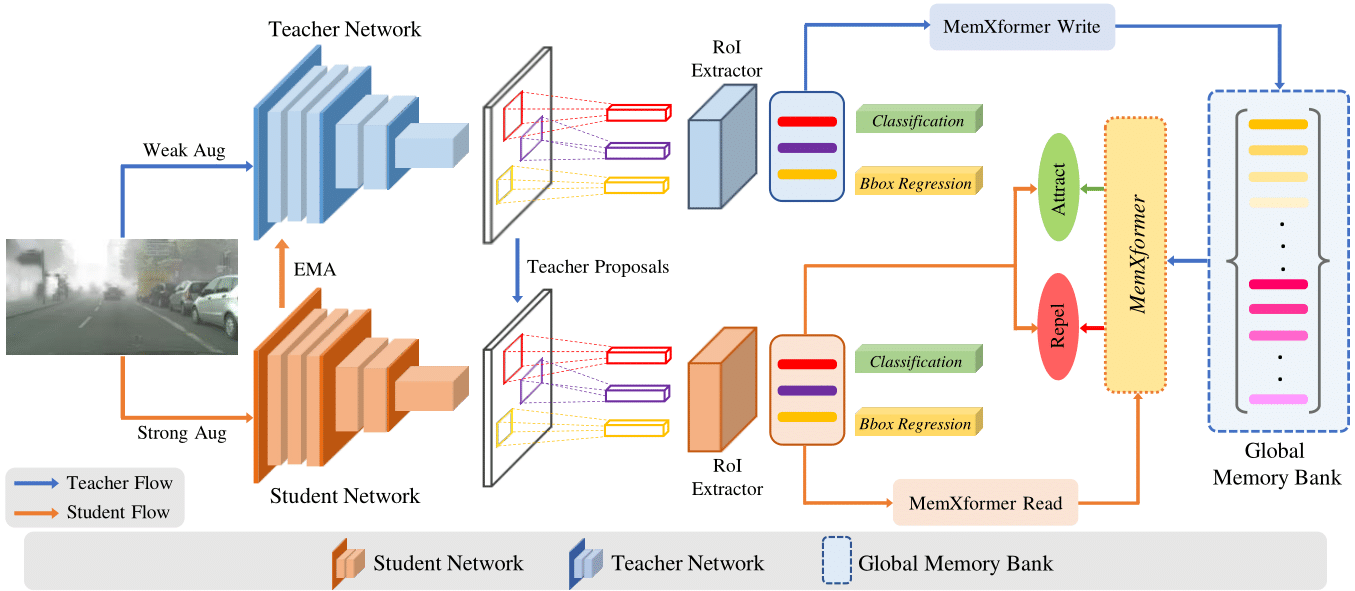 MemXformer Write
Teacher Network
RoI
Extractor
Classification
Weak Aug
Bbox Regression
Attract
MemXformer
EMA
Teacher Proposals
Repel
Classification
Strong Aug
Bbox Regression
Student Network
RoI
Extractor
Global
Memory Bank
MemXformer Read
Teacher Flow
Student Flow
Student Network
Teacher Network
Global Memory Bank